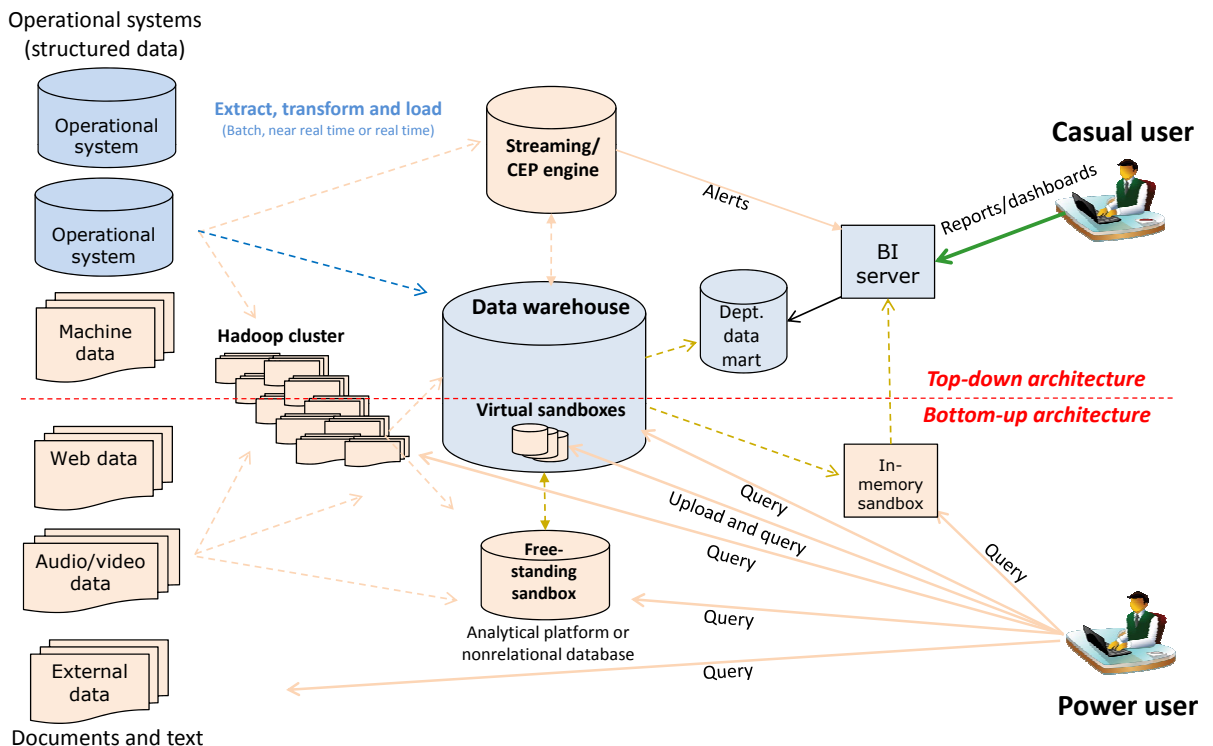 Operational systems
(structured data)
Operational
system
Operational
system
Machine
data
Web data
Audio/video
data
External
data
Documents and text
Extract, transform and load
(Batch, near real time or real time)
Hadoop cluster
Streaming/
CEP engine
Alerts
Data warehouse
Virtual sandboxes
Free-
standing
sandbox
Analytical platform or
nonrelational database
Dept.
data
mart
BI
server
Reports/dashboards
Casual user
Top-down architecture
Bottom-up architecture
In-
memory
sandbox
Query
Upload and query
Query
Query
Query
Query
Power user